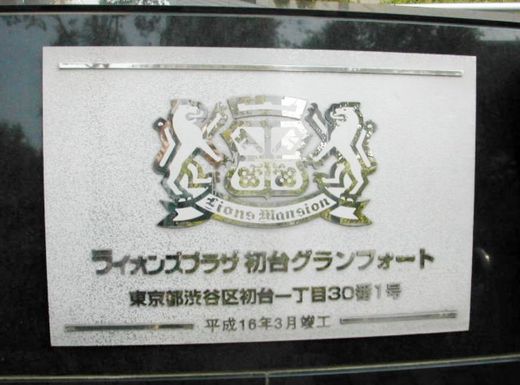 Lions Mansion
ライオンズプラザ初台グランフォート
東京都渋谷区初台一丁目30番1号
平成16年3月竣工